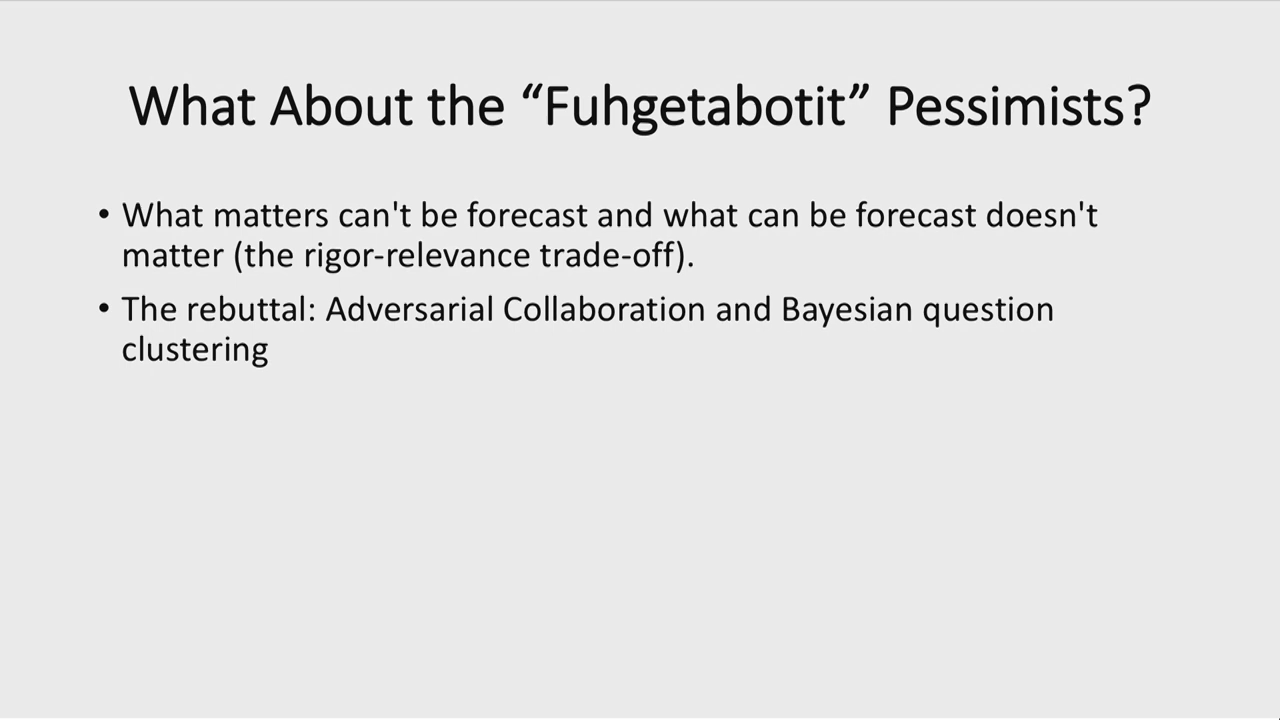 What About the “Fuhgetabotit” Pessimists?
• What matters can't be forecast and what can be forecast doesn't
matter (the rigor-relevance trade-off).
• The rebuttal: Adversarial Collaboration and Bayesian question
clustering